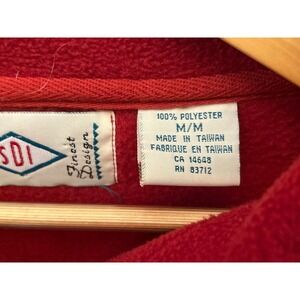 SDI
Finest
Design
100% POLYESTER
M/M
MADE IN TAIWAN
FABRIQUE EN TAIWAN
CA 14648
RN 83712